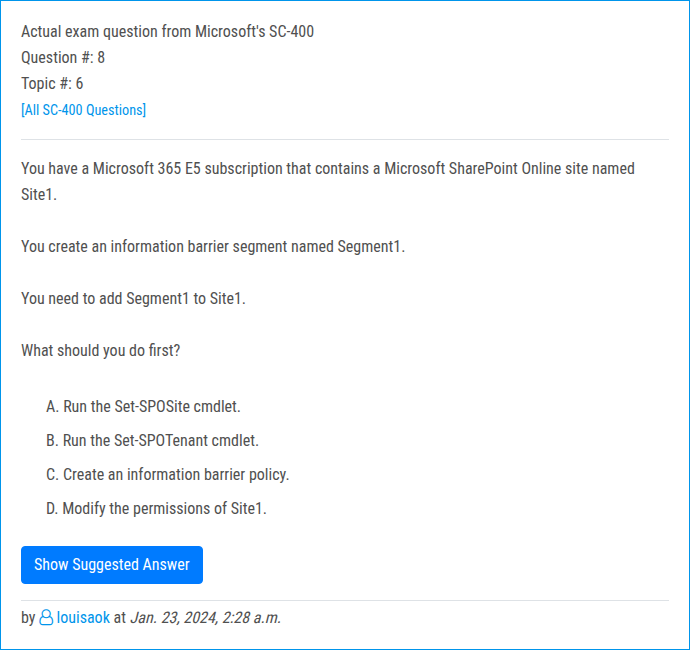 Actual exam question from Microsoft's SC-400
Question #: 8
Topic #: 6
[All SC-400 Questions]
You have a Microsoft 365 E5 subscription that contains a Microsoft SharePoint Online site named
Site1.
You create an information barrier segment named Segment1.
You need to add Segment1 to Site1.
What should you do first?
A. Run the Set-SPOSite cmdlet.
B. Run the Set-SPOTenant cmdlet.
C. Create an information barrier policy.
D. Modify the permissions of Site1.
Show Suggested Answer
by louisaok at Jan. 23, 2024, 2:28 a.m.